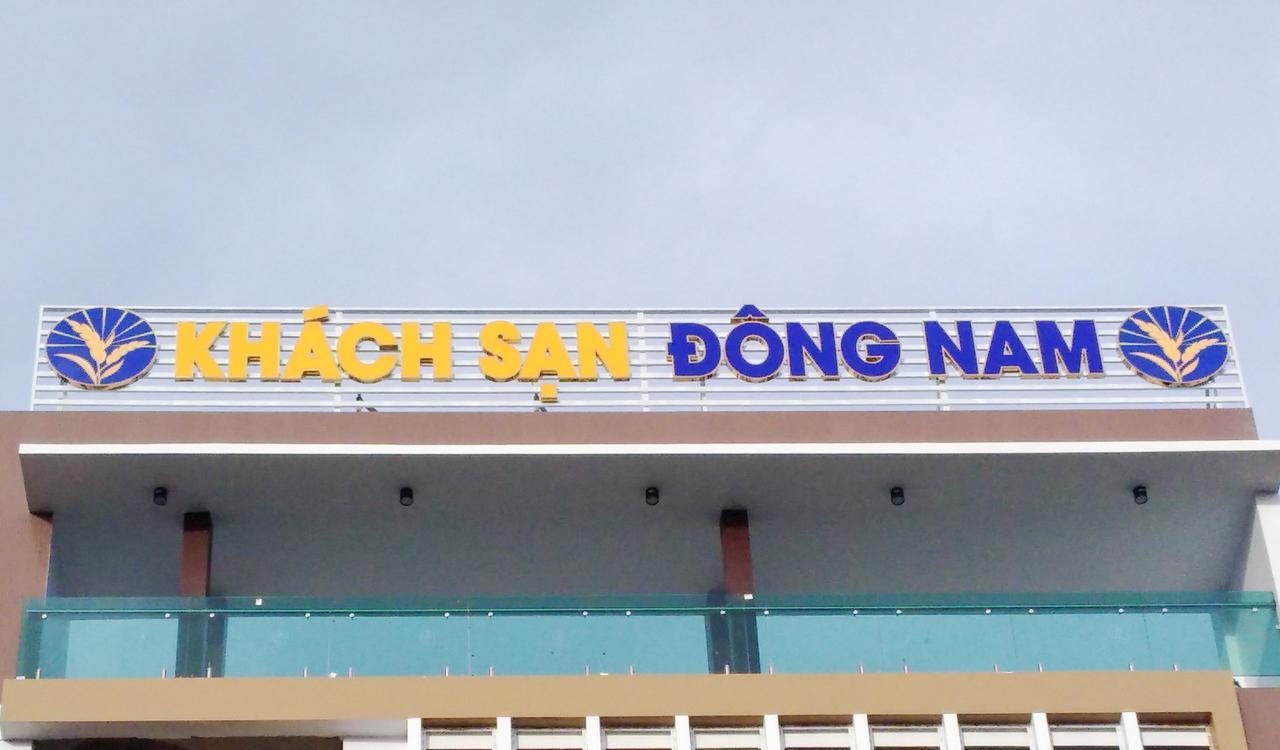 KHÁCH SẠN ĐÔNG NAM